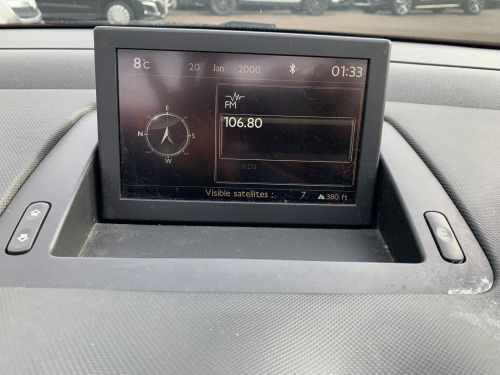 8°C 20 Jan 2000 01:33
FM
106.80
E
N S
W
RDS
Visible satellites : 7 380 ft